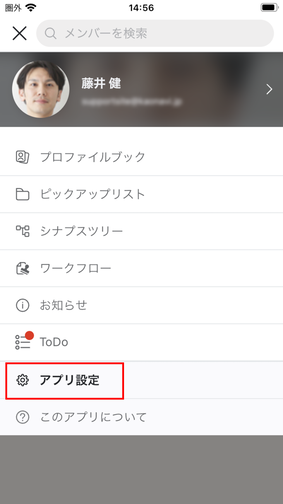 圏外 14:56
メンバーを検索
藤井 健
プロファイルブック
ピックアップリスト
シナプスツリー
ワークフロー
お知らせ
ToDo
アプリ設定
このアプリについて